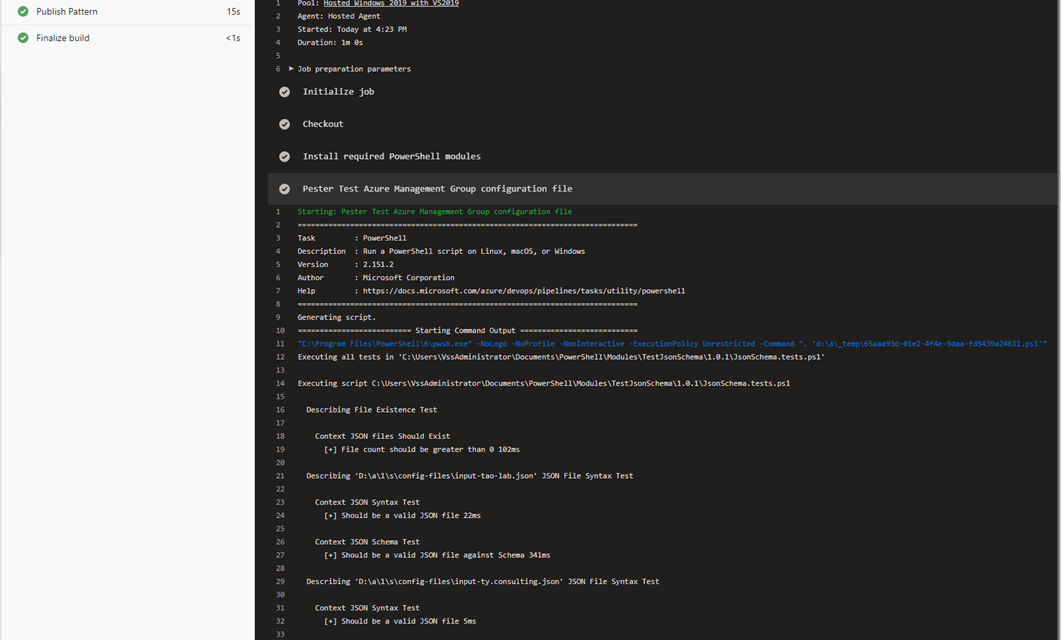 Publish Pattern 15s
Finalize build <1s
1 Pool: Hosted Windows 2019 with VS2019
2 Agent: Hosted Agent
3 Started: Today at 4:23 PM
4 Duration: 1m 0s
5
6 Job preparation parameters
Initialize job
Checkout
Install required PowerShell modules
Pester Test Azure Management Group configuration file
1 Starting: Pester Test Azure Management Group configuration file
2 ==============================================================================
3 Task : PowerShell
4 Description : Run a PowerShell script on Linux, macOS, or Windows
5 Version : 2.151.2
6 Author : Microsoft Corporation
7 Help : https://docs.microsoft.com/azure/devops/pipelines/tasks/utility/powershell
8 ==============================================================================
9 Generating script.
10 ========================== Starting Command Output ===========================
11 "C:\Program Files\PowerShell\6\pwsh.exe" -NoLogo -NoProfile -NonInteractive -ExecutionPolicy Unrestricted -Command ". 'd:\a\_temp\65aaa93d-01e2-4f4e-9daa-fd5439a24611.ps1'"
12 Executing all tests in 'C:\Users\VssAdministrator\Documents\PowerShell\Modules\TestJsonSchema\1.0.1\JsonSchema.tests.ps1'
13
14 Executing script C:\Users\VssAdministrator\Documents\PowerShell\Modules\TestJsonSchema\1.0.1\JsonSchema.tests.ps1
15
16 Describing File Existence Test
17
18 Context JSON files Should Exist
19 [+] File count should be greater than 0 102ms
20
21 Describing 'D:\a\1\s\config-files\input-tao-lab.json' JSON File Syntax Test
22
23 Context JSON Syntax Test
24 [+] Should be a valid JSON file 22ms
25
26 Context JSON Schema Test
27 [+] Should be a valid JSON file against Schema 341ms
28
29 Describing 'D:\a\1\s\config-files\input-ty.consulting.json' JSON File Syntax Test
30
31 Context JSON Syntax Test
32 [+] Should be a valid JSON file 5ms
33